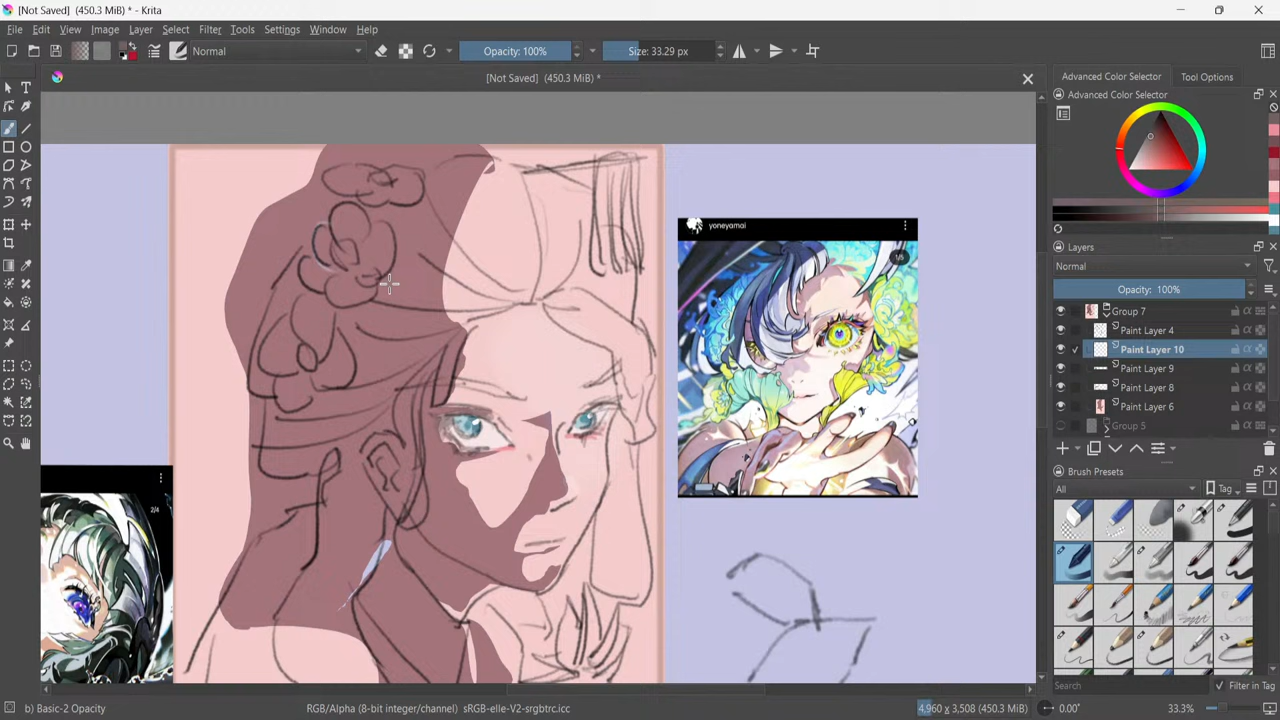 [Not Saved] (450.3 MiB) * - Krita
File Edit View Image Layer Select Filter Tools Settings Window Help
Normal
Opacity: 100%
Size: 33.29 px
[Not Saved] (450.3 MiB) *
Advanced Color Selector
Tool Options
Advanced Color Selector
yoneyamai
1/5
2/4
Layers
Normal
Opacity: 100%
Group 7
Paint Layer 4
Paint Layer 10
Paint Layer 9
Paint Layer 8
Paint Layer 6
Group 5
Brush Presets
All
Tag
Search
Filter in Tag
b) Basic-2 Opacity
RGB/Alpha (8-bit integer/channel) sRGB-elle-V2-srgbtrc.icc
4,960 x 3,508 (450.3 MiB)
0.00°
33.3%